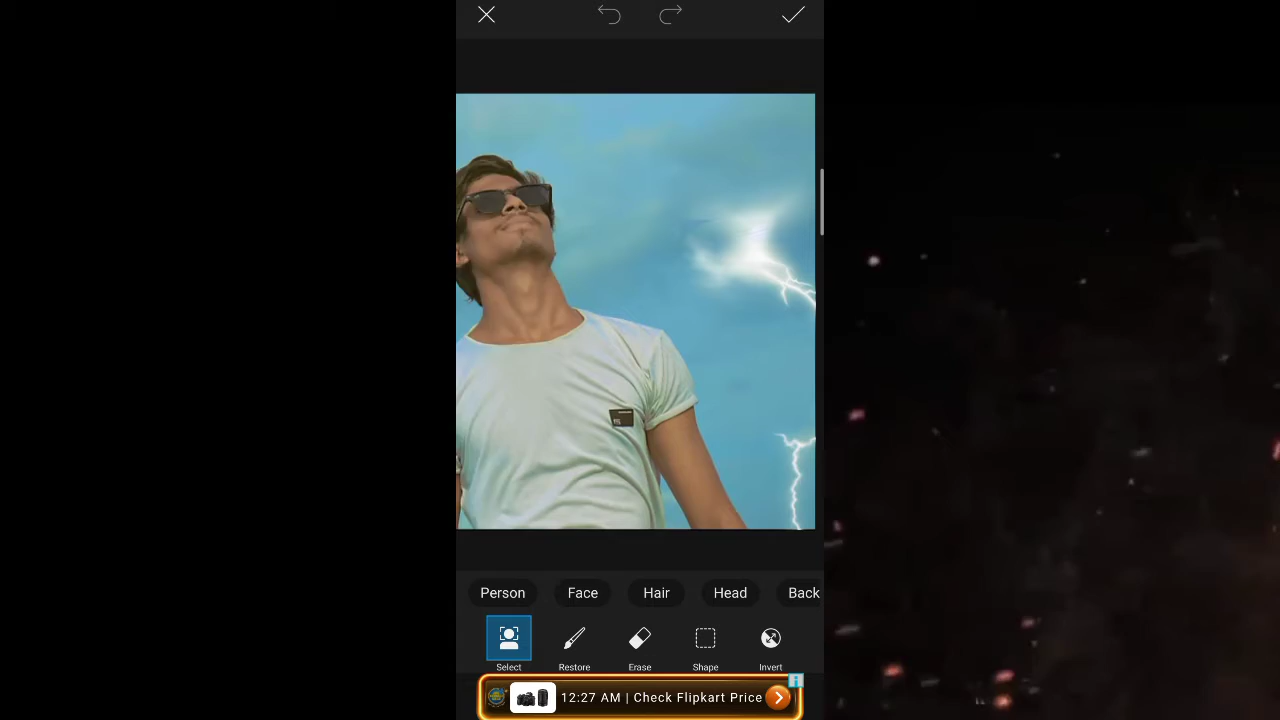 Person Face Hair Head Back
Select Restore Erase Shape Invert
12:27 AM | Check Flipkart Price